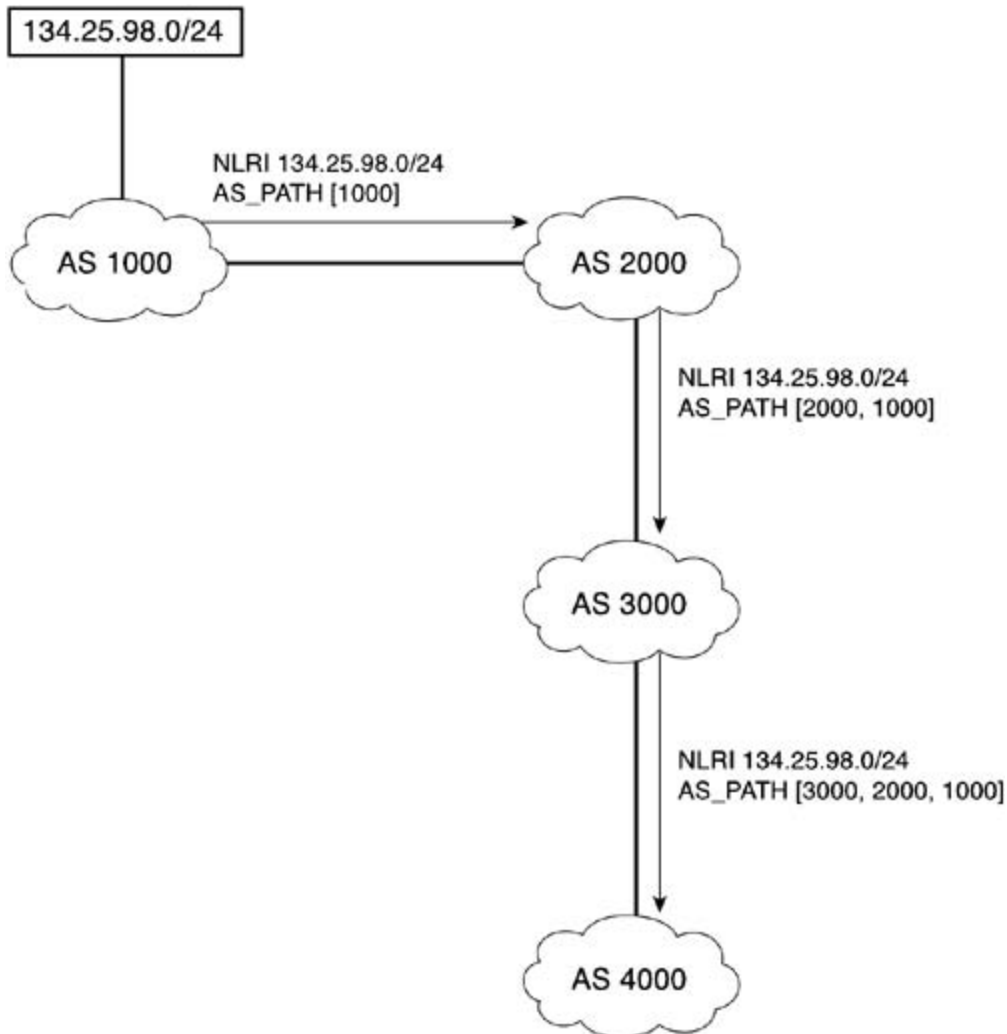 134.25.98.0/24
NLRI 134.25.98.0/24
AS_PATH [1000]
AS 1000
AS 2000
NLRI 134.25.98.0/24
AS_PATH [2000, 1000]
AS 3000
NLRI 134.25.98.0/24
AS_PATH [3000, 2000, 1000]
AS 4000